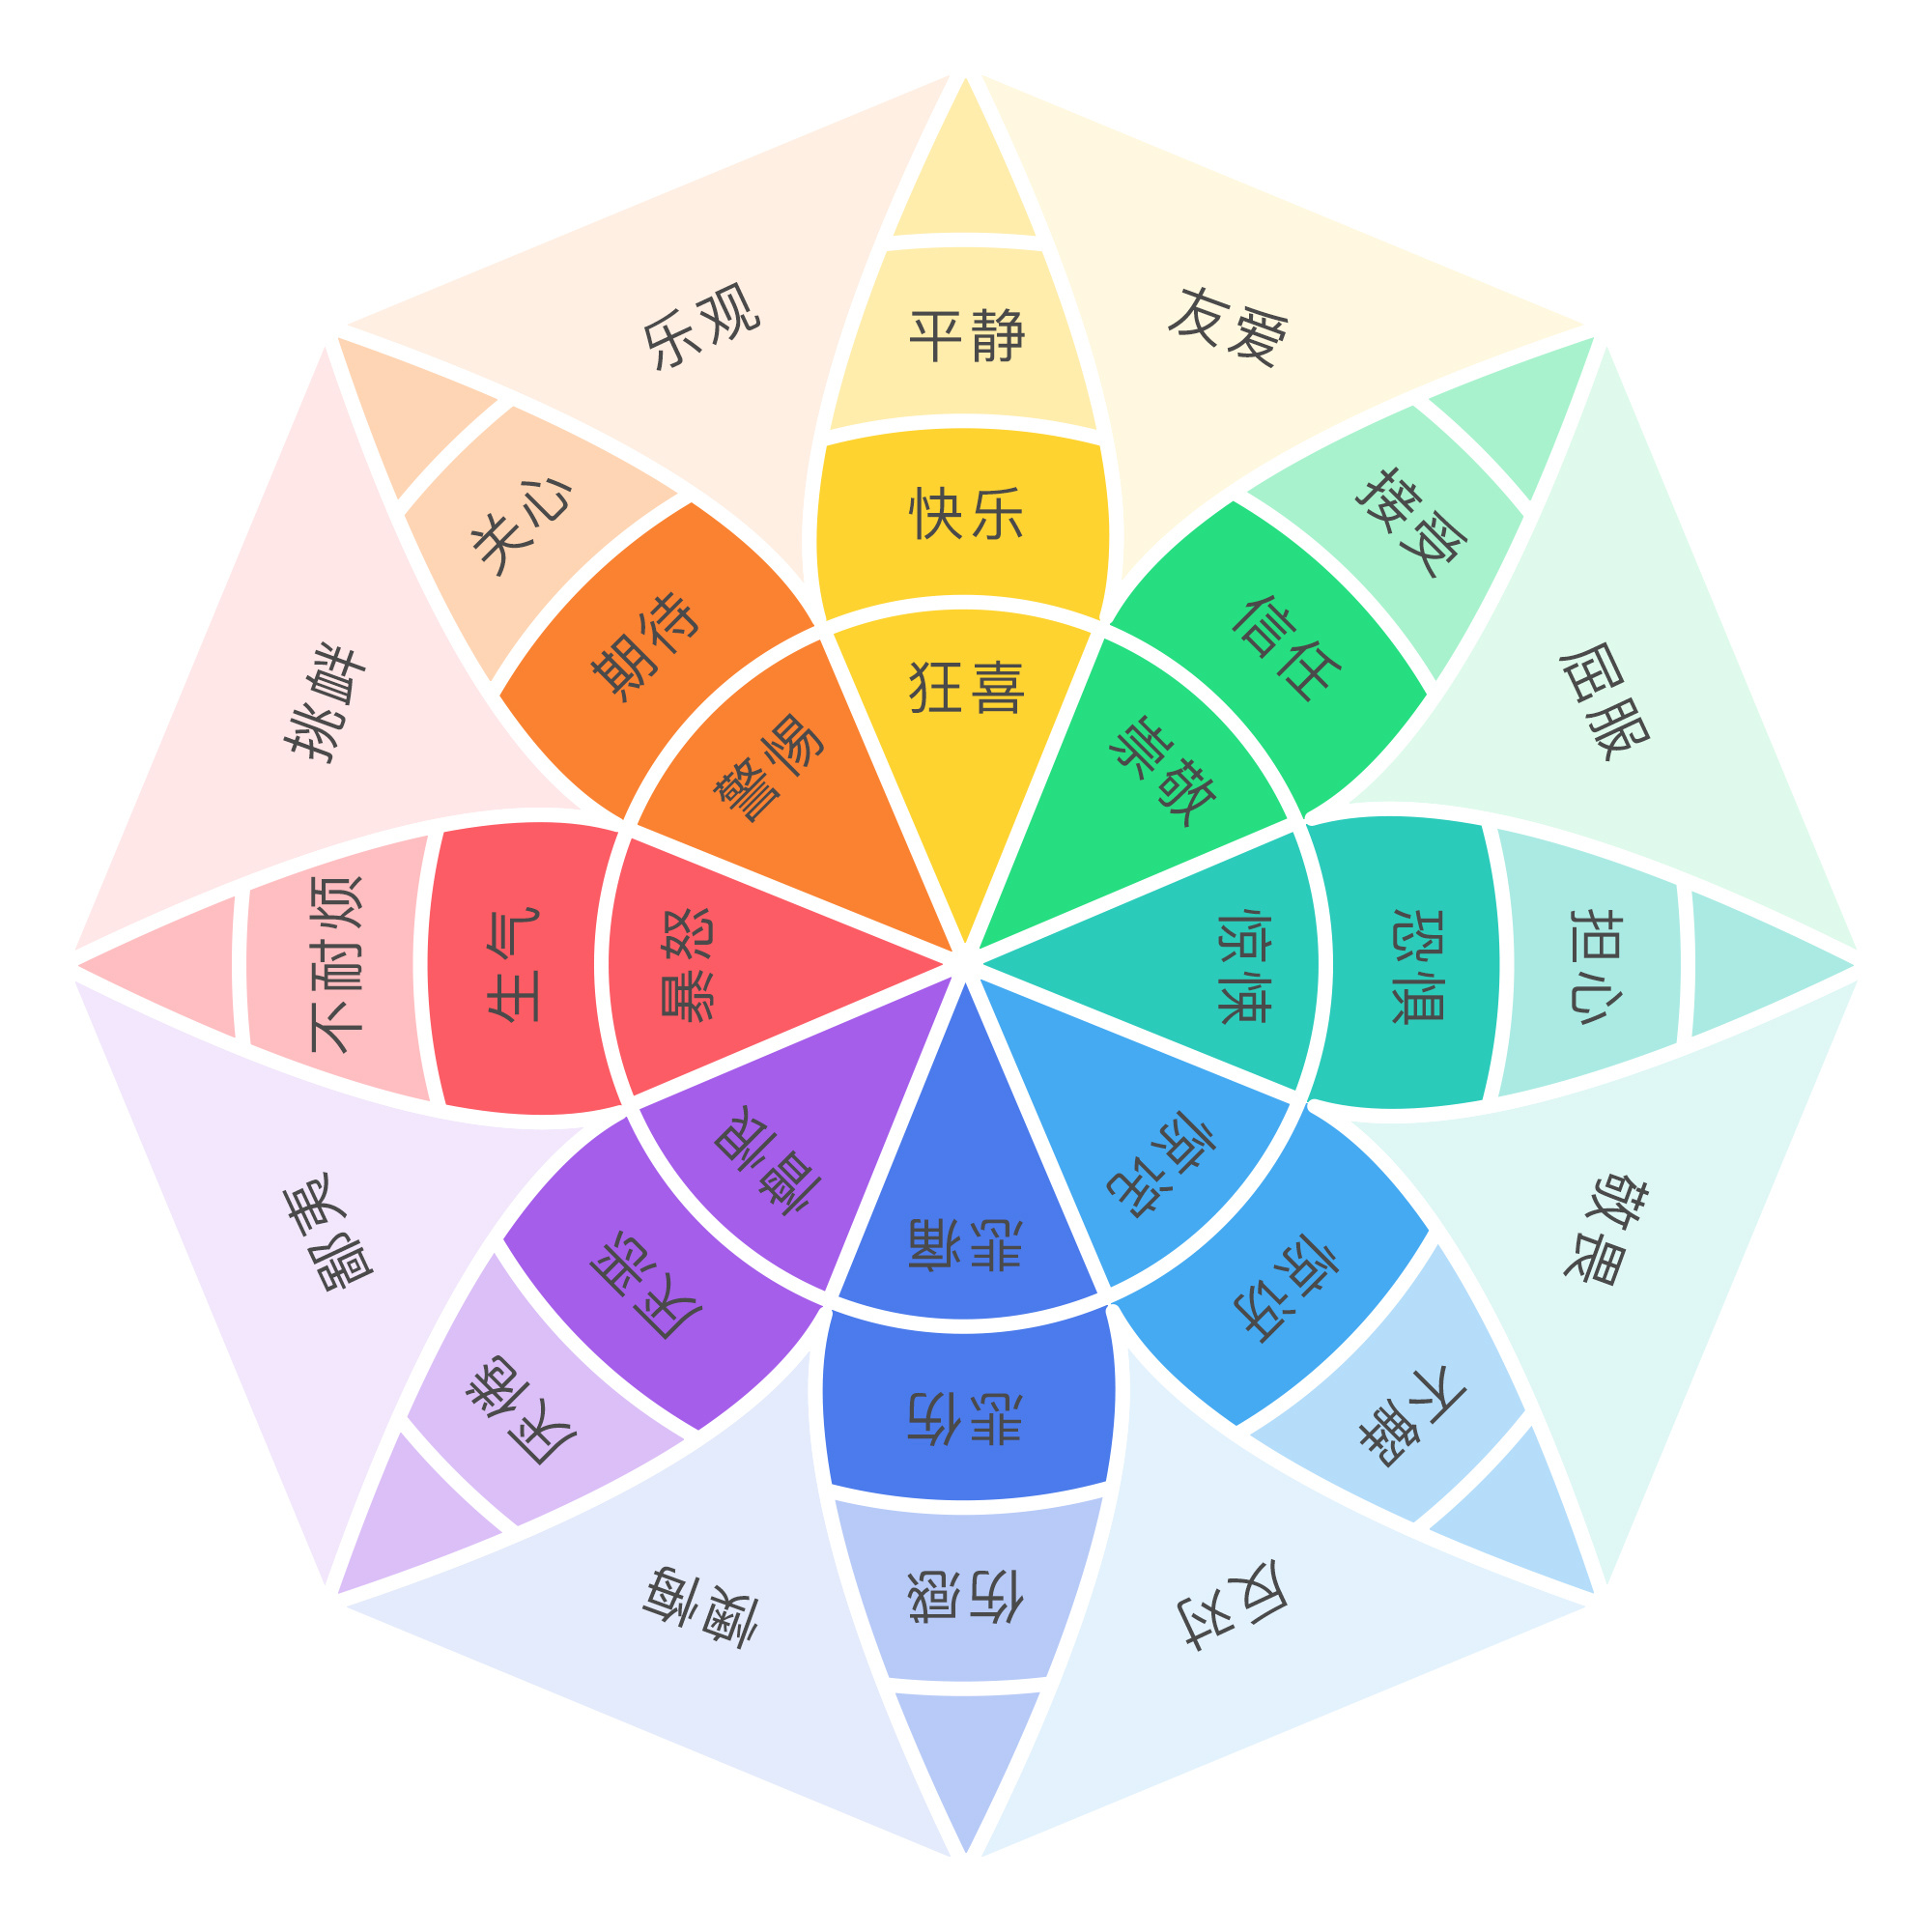 乐观
平静
友爱
关心
快乐
接受
期待
狂喜
信任
挑衅
警惕
崇敬
屈服
不耐烦
生气
愤怒
惊悚
恐惧
担心
鄙夷
憎恨
悲痛
惊诧
敬畏
厌恶
悲伤
惊讶
厌倦
伤感
不解
懊悔
反对